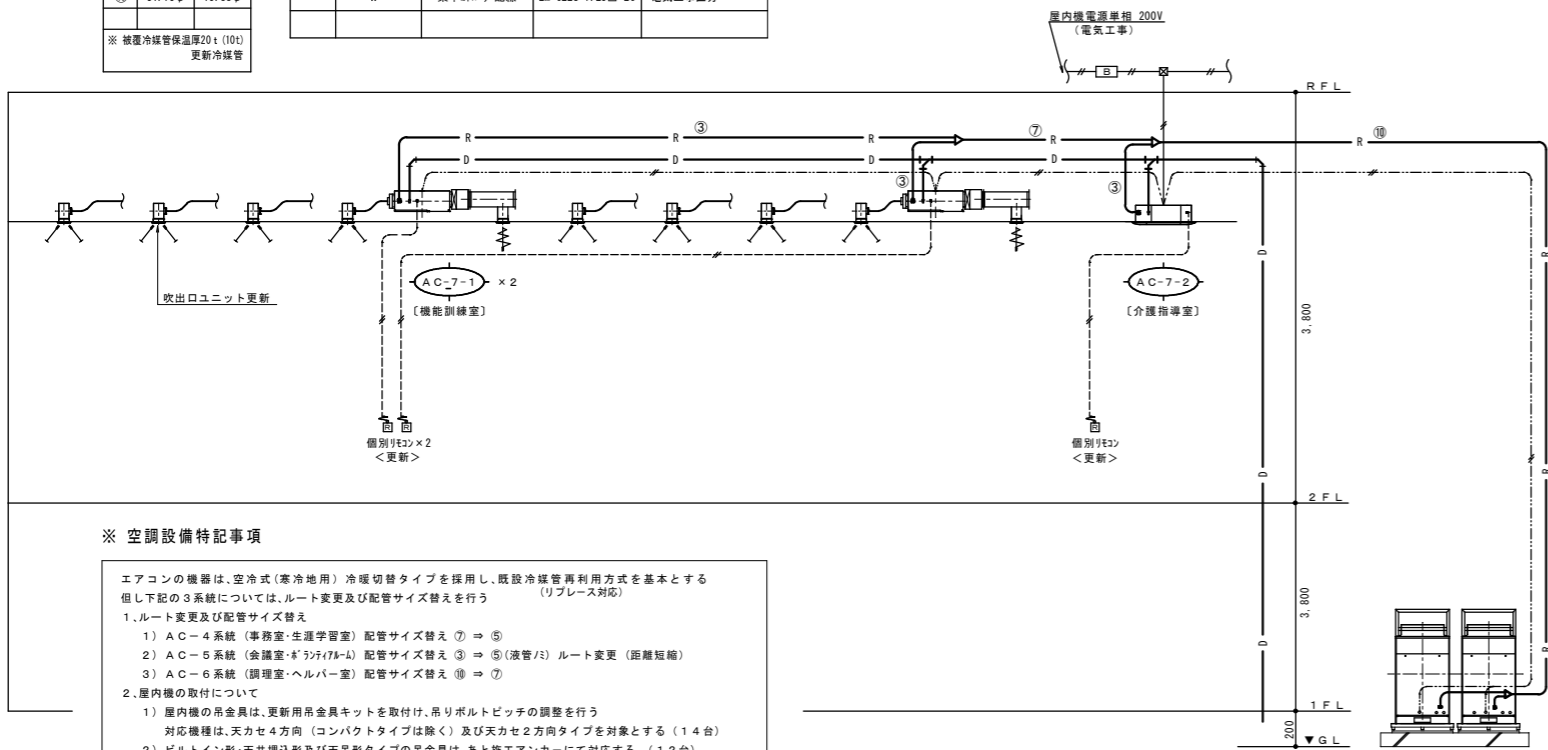 ※ 被覆冷媒管保温厚20t (10t)
更新冷媒管
屋内機電源単相 200V
(電気工事)
B
RFL
R ③ R R ⑦ R R ⑩ R
D D D D
③ ③
吹出口ユニット更新
AC-7-1 ×2
〔機能訓練室〕
AC-7-2
〔介護指導室〕
3,800
R
R
R
個別リモコン×2
<更新>
個別リモコン
<更新>
D
D
D
R
R
R
2FL
※ 空調設備特記事項
エアコンの機器は、空冷式(寒冷地用) 冷暖切替タイプを採用し、既設冷媒管再利用方式を基本とする
(リプレース対応)
但し下記の3系統については、ルート変更及び配管サイズ替えを行う
1、ルート変更及び配管サイズ替え
1) AC-4系統 (事務室・生涯学習室) 配管サイズ替え ⑦ ⇒ ⑤
2) AC-5系統 (会議室・ボランティアルーム) 配管サイズ替え ③ ⇒ ⑤(液管ノミ) ルート変更 (距離短縮)
3) AC-6系統 (調理室・ヘルパー室) 配管サイズ替え ⑩ ⇒ ⑦
2、屋内機の取付について
1) 屋内機の吊金具は、更新用吊金具キットを取付け、吊りボルトピッチの調整を行う
対応機種は、天カセ4方向 (コンパクトタイプは除く) 及び天カセ2方向タイプを対象とする (14台)
3,800
1FL
200
▼GL